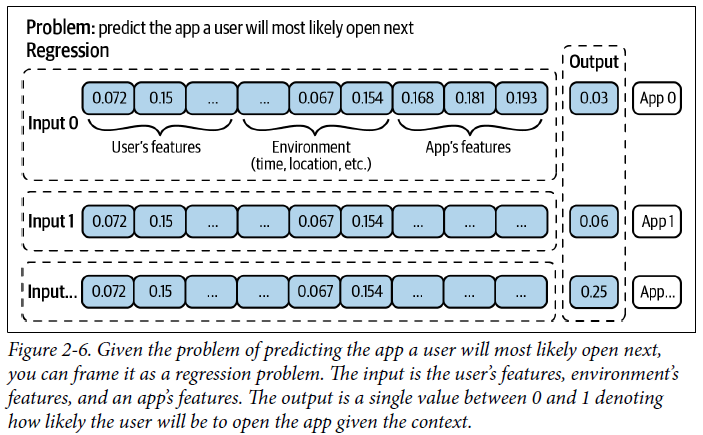 Problem: predict the app a user will most likely open next
Regression
Output
Input 0 0.072 0.15 ... ... 0.067 0.154 0.168 0.181 0.193 0.03 App 0
User's features Environment (time, location, etc.) App's features
Input 1 0.072 0.15 ... ... 0.067 0.154 ... ... ... 0.06 App 1
Input... 0.072 0.15 ... ... 0.067 0.154 ... ... ... 0.25 App...
Figure 2-6. Given the problem of predicting the app a user will most likely open next,
you can frame it as a regression problem. The input is the user's features, environment's
features, and an app's features. The output is a single value between 0 and 1 denoting
how likely the user will be to open the app given the context.